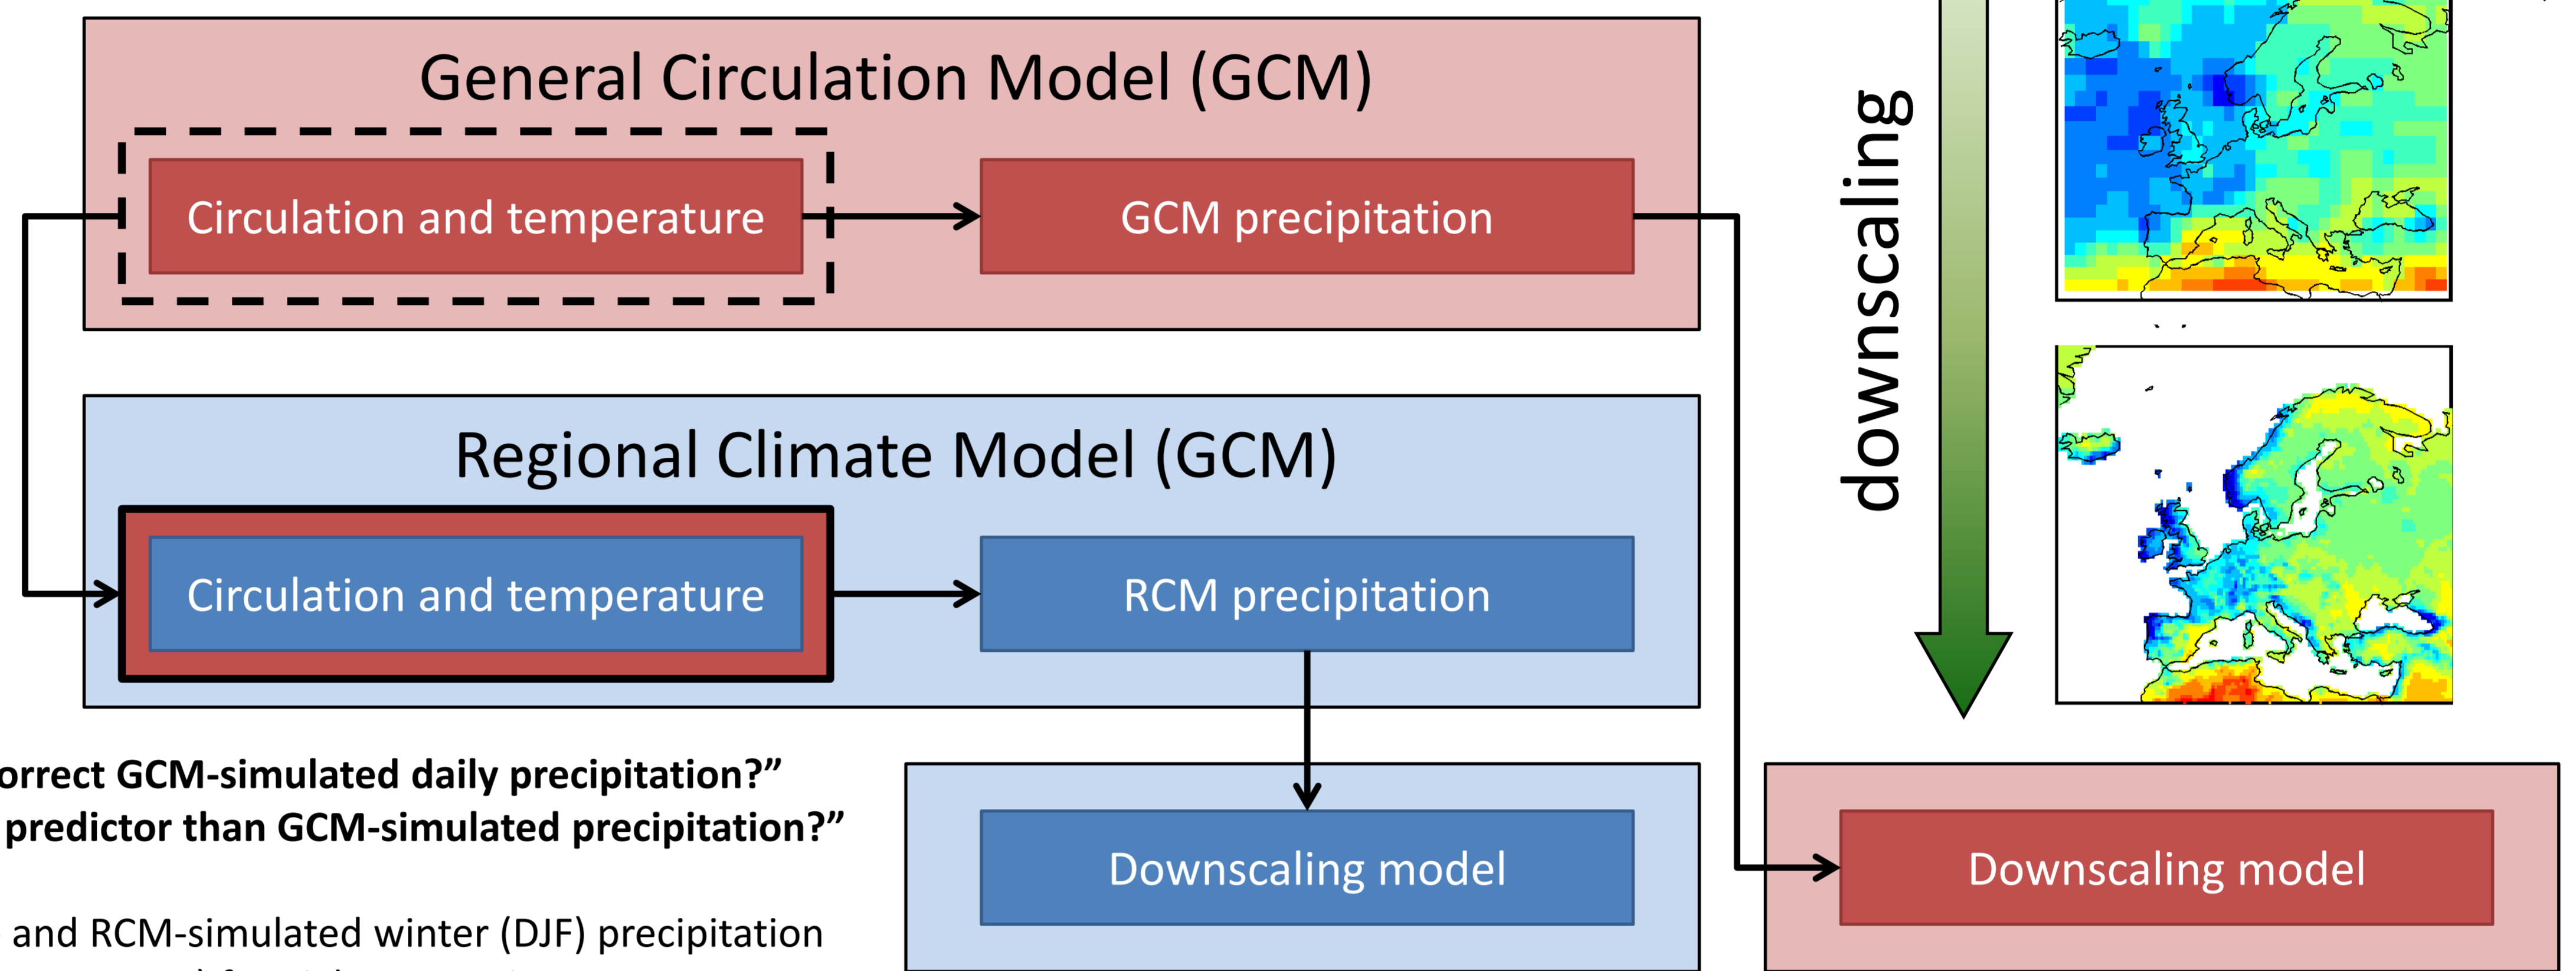 General Circulation Model (GCM)
Circulation and temperature
GCM precipitation
downscaling
Regional Climate Model (GCM)
Circulation and temperature
RCM precipitation
GCM-simulated daily precipitation?”
predictor than GCM-simulated precipitation?”
and RCM-simulated winter (DJF) precipitation
Downscaling model
Downscaling model